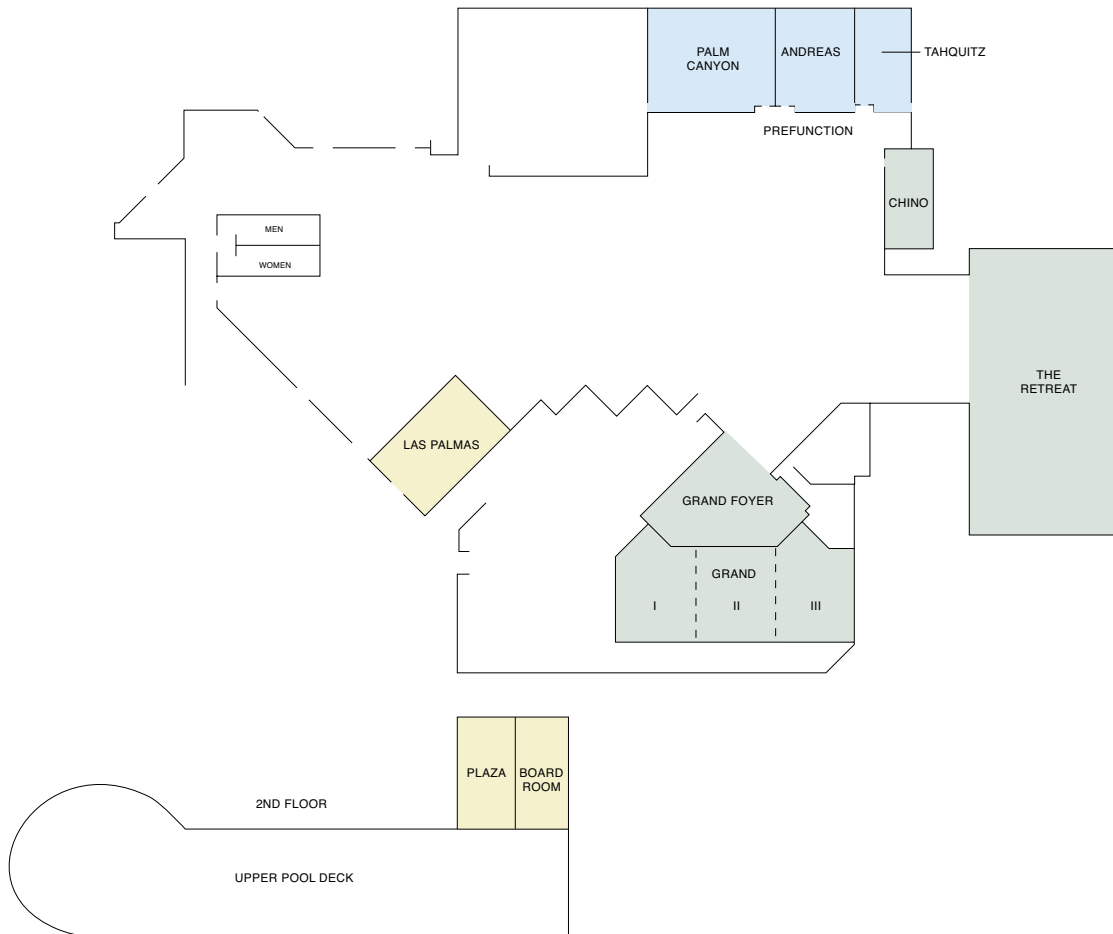 PALM
CANYON
ANDREAS
TAHQUITZ
PREFUNCTION
CHINO
MEN
WOMEN
THE
RETREAT
LAS PALMAS
GRAND FOYER
GRAND
I
II
III
PLAZA
BOARD
ROOM
2ND FLOOR
UPPER POOL DECK